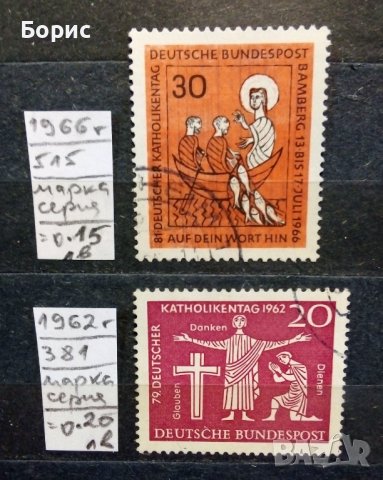 Борис
1966г
515
марка
серия
=0.15
DEUTSCHE BUNDESPOST
30
81. DEUTSCHER KATHOLIKENTAG
BAMBERG 13.BIS 17.JULI 1966
AUF DEIN WORT HIN
1962г
381
марка
серия
=0.20
KATHOLIKENTAG 1962
20
79. DEUTSCHER
Danken
Glauben
Dienen
DEUTSCHE BUNDESPOST
BAZAR